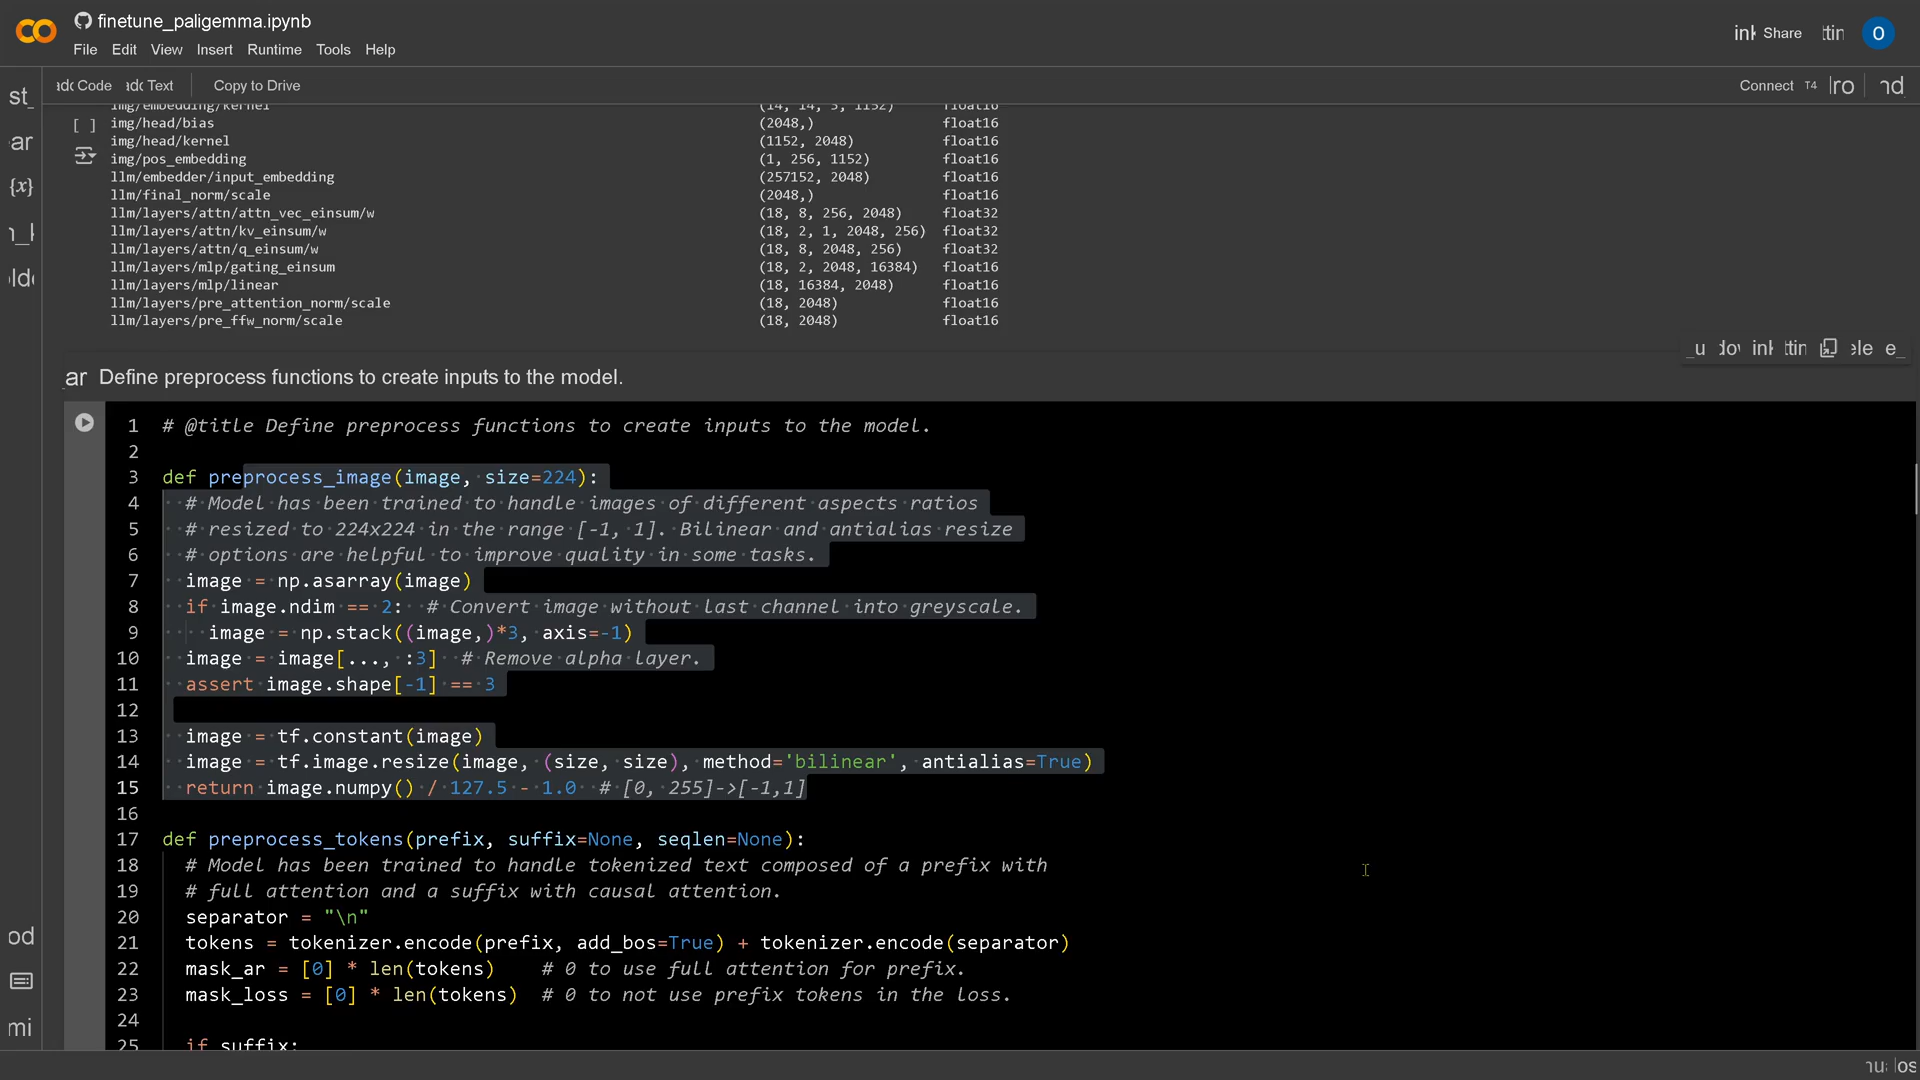 finetune_paligemma.ipynb
File Edit View Insert Runtime Tools Help
Share
O
Code Text Copy to Drive
Connect T4
img/embedding/kernel (14, 14, 3, 1152) float16
[ ] img/head/bias (2048,) float16
img/head/kernel (1152, 2048) float16
img/pos_embedding (1, 256, 1152) float16
{x} llm/embedder/input_embedding (257152, 2048) float16
llm/final_norm/scale (2048,) float16
llm/layers/attn/attn_vec_einsum/w (18, 8, 256, 2048) float32
llm/layers/attn/kv_einsum/w (18, 2, 1, 2048, 256) float32
llm/layers/attn/q_einsum/w (18, 8, 2048, 256) float32
llm/layers/mlp/gating_einsum (18, 2, 2048, 16384) float16
llm/layers/mlp/linear (18, 16384, 2048) float16
llm/layers/pre_attention_norm/scale (18, 2048) float16
llm/layers/pre_ffw_norm/scale (18, 2048) float16
Define preprocess functions to create inputs to the model.
1 # @title Define preprocess functions to create inputs to the model.
2
3 def preprocess_image(image, size=224):
4 # Model has been trained to handle images of different aspects ratios
5 # resized to 224x224 in the range [-1, 1]. Bilinear and antialias resize
6 # options are helpful to improve quality in some tasks.
7 image = np.asarray(image)
8 if image.ndim == 2: # Convert image without last channel into greyscale.
9 image = np.stack((image,)*3, axis=-1)
10 image = image[..., :3] # Remove alpha layer.
11 assert image.shape[-1] == 3
12
13 image = tf.constant(image)
14 image = tf.image.resize(image, (size, size), method='bilinear', antialias=True)
15 return image.numpy() / 127.5 - 1.0 # [0, 255]->[-1,1]
16
17 def preprocess_tokens(prefix, suffix=None, seqlen=None):
18 # Model has been trained to handle tokenized text composed of a prefix with
19 # full attention and a suffix with causal attention.
20 separator = "\n"
21 tokens = tokenizer.encode(prefix, add_bos=True) + tokenizer.encode(separator)
22 mask_ar = [0] * len(tokens) # 0 to use full attention for prefix.
23 mask_loss = [0] * len(tokens) # 0 to not use prefix tokens in the loss.
24
25 if suffix: